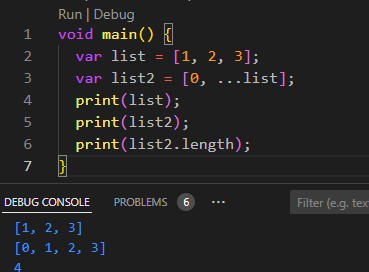 Run | Debug
1 void main() {
2 var list = [1, 2, 3];
3 var list2 = [0, ...list];
4 print(list);
5 print(list2);
6 print(list2.length);
7 }
DEBUG CONSOLE PROBLEMS 6 ··· Filter (e.g. text
[1, 2, 3]
[0, 1, 2, 3]
4